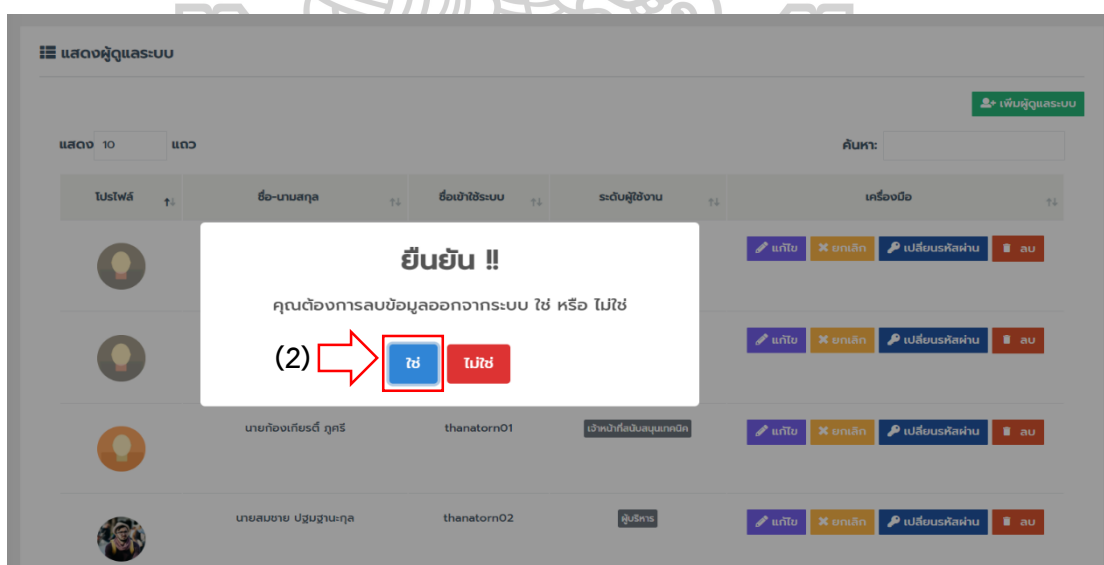 แสดงผู้ดูแลระบบ
เพิ่มผู้ดูแลระบบ
แสดง 10 แถว ค้นหา:
โปรไฟล์ ชื่อ-นามสกุล ชื่อเข้าใช้ระบบ ระดับผู้ใช้งาน เครื่องมือ
แก้ไข ยกเลิก เปลี่ยนรหัสผ่าน ลบ
ยืนยัน !!
คุณต้องการลบข้อมูลออกจากระบบ ใช่ หรือ ไม่ใช่
แก้ไข ยกเลิก เปลี่ยนรหัสผ่าน ลบ
(2) ใช่ ไม่ใช่
นายก้องเกียรติ์ ภูศรี thanatorn01 เจ้าหน้าที่สนับสนุนเทคนิค แก้ไข ยกเลิก เปลี่ยนรหัสผ่าน ลบ
นายสมชาย ปฐมฐานะกุล thanatorn02 ผู้บริหาร แก้ไข ยกเลิก เปลี่ยนรหัสผ่าน ลบ